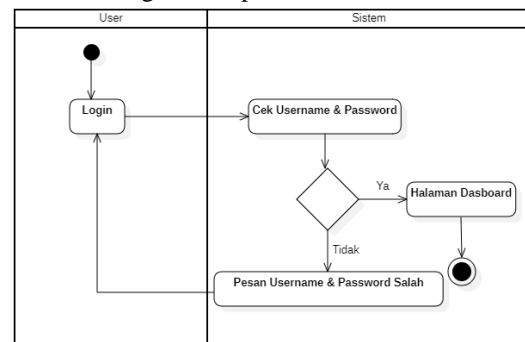 User
Sistem
Login
Cek Username & Password
Ya
Halaman Dasboard
Tidak
Pesan Username & Password Salah